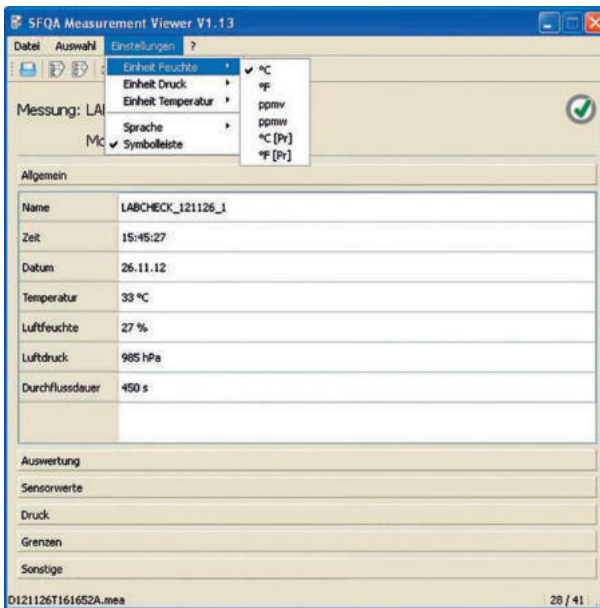 SFQA Measurement Viewer V1.13
Datei Auswahl Einstellungen ?
Einheit Feuchte
Einheit Druck
Einheit Temperatur
Sprache
Symbolleiste
°C
°F
ppmv
ppmw
°C [Pr]
°F [Pr]
Messung: LA
Mo
Allgemein
Name LABCHECK_121126_1
Zeit 15:45:27
Datum 26.11.12
Temperatur 33 °C
Luftfeuchte 27 %
Luftdruck 985 hPa
Durchflussdauer 450 s
Auswertung
Sensorwerte
Druck
Grenzen
Sonstige
D121126T161652A.mea 28 / 41